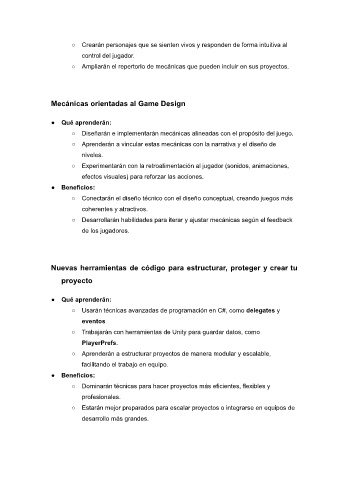 ○ Crearán personajes que se sienten vivos y responden de forma intuitiva al
control del jugador.
○ Ampliarán el repertorio de mecánicas que pueden incluir en sus proyectos.
Mecánicas orientadas al Game Design
● Qué aprenderán:
○ Diseñarán e implementarán mecánicas alineadas con el propósito del juego.
○ Aprenderán a vincular estas mecánicas con la narrativa y el diseño de
niveles.
○ Experimentarán con la retroalimentación al jugador (sonidos, animaciones,
efectos visuales) para reforzar las acciones.
● Beneficios:
○ Conectarán el diseño técnico con el diseño conceptual, creando juegos más
coherentes y atractivos.
○ Desarrollarán habilidades para iterar y ajustar mecánicas según el feedback
de los jugadores.
Nuevas herramientas de código para estructurar, proteger y crear tu
proyecto
● Qué aprenderán:
○ Usarán técnicas avanzadas de programación en C#, como delegates y
eventos
○ Trabajarán con herramientas de Unity para guardar datos, como
PlayerPrefs.
○ Aprenderán a estructurar proyectos de manera modular y escalable,
facilitando el trabajo en equipo.
● Beneficios:
○ Dominarán técnicas para hacer proyectos más eficientes, flexibles y
profesionales.
○ Estarán mejor preparados para escalar proyectos o integrarse en equipos de
desarrollo más grandes.